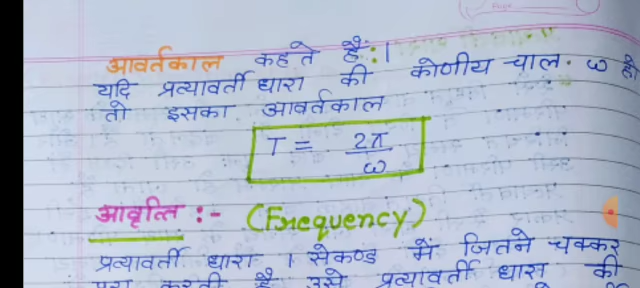 आवर्तकाल कहते हैं:।
यदि प्रत्यावर्ती धारा की कोणीय चाल. ω हो
तो इसका आवर्तकाल
T = 2π/ω
आवृत्ति :- (Frequency)
प्रत्यावर्ती धारा 1 सेकण्ड में जितने चक्कर
करती है उसे प्रत्यावर्ती धारा की